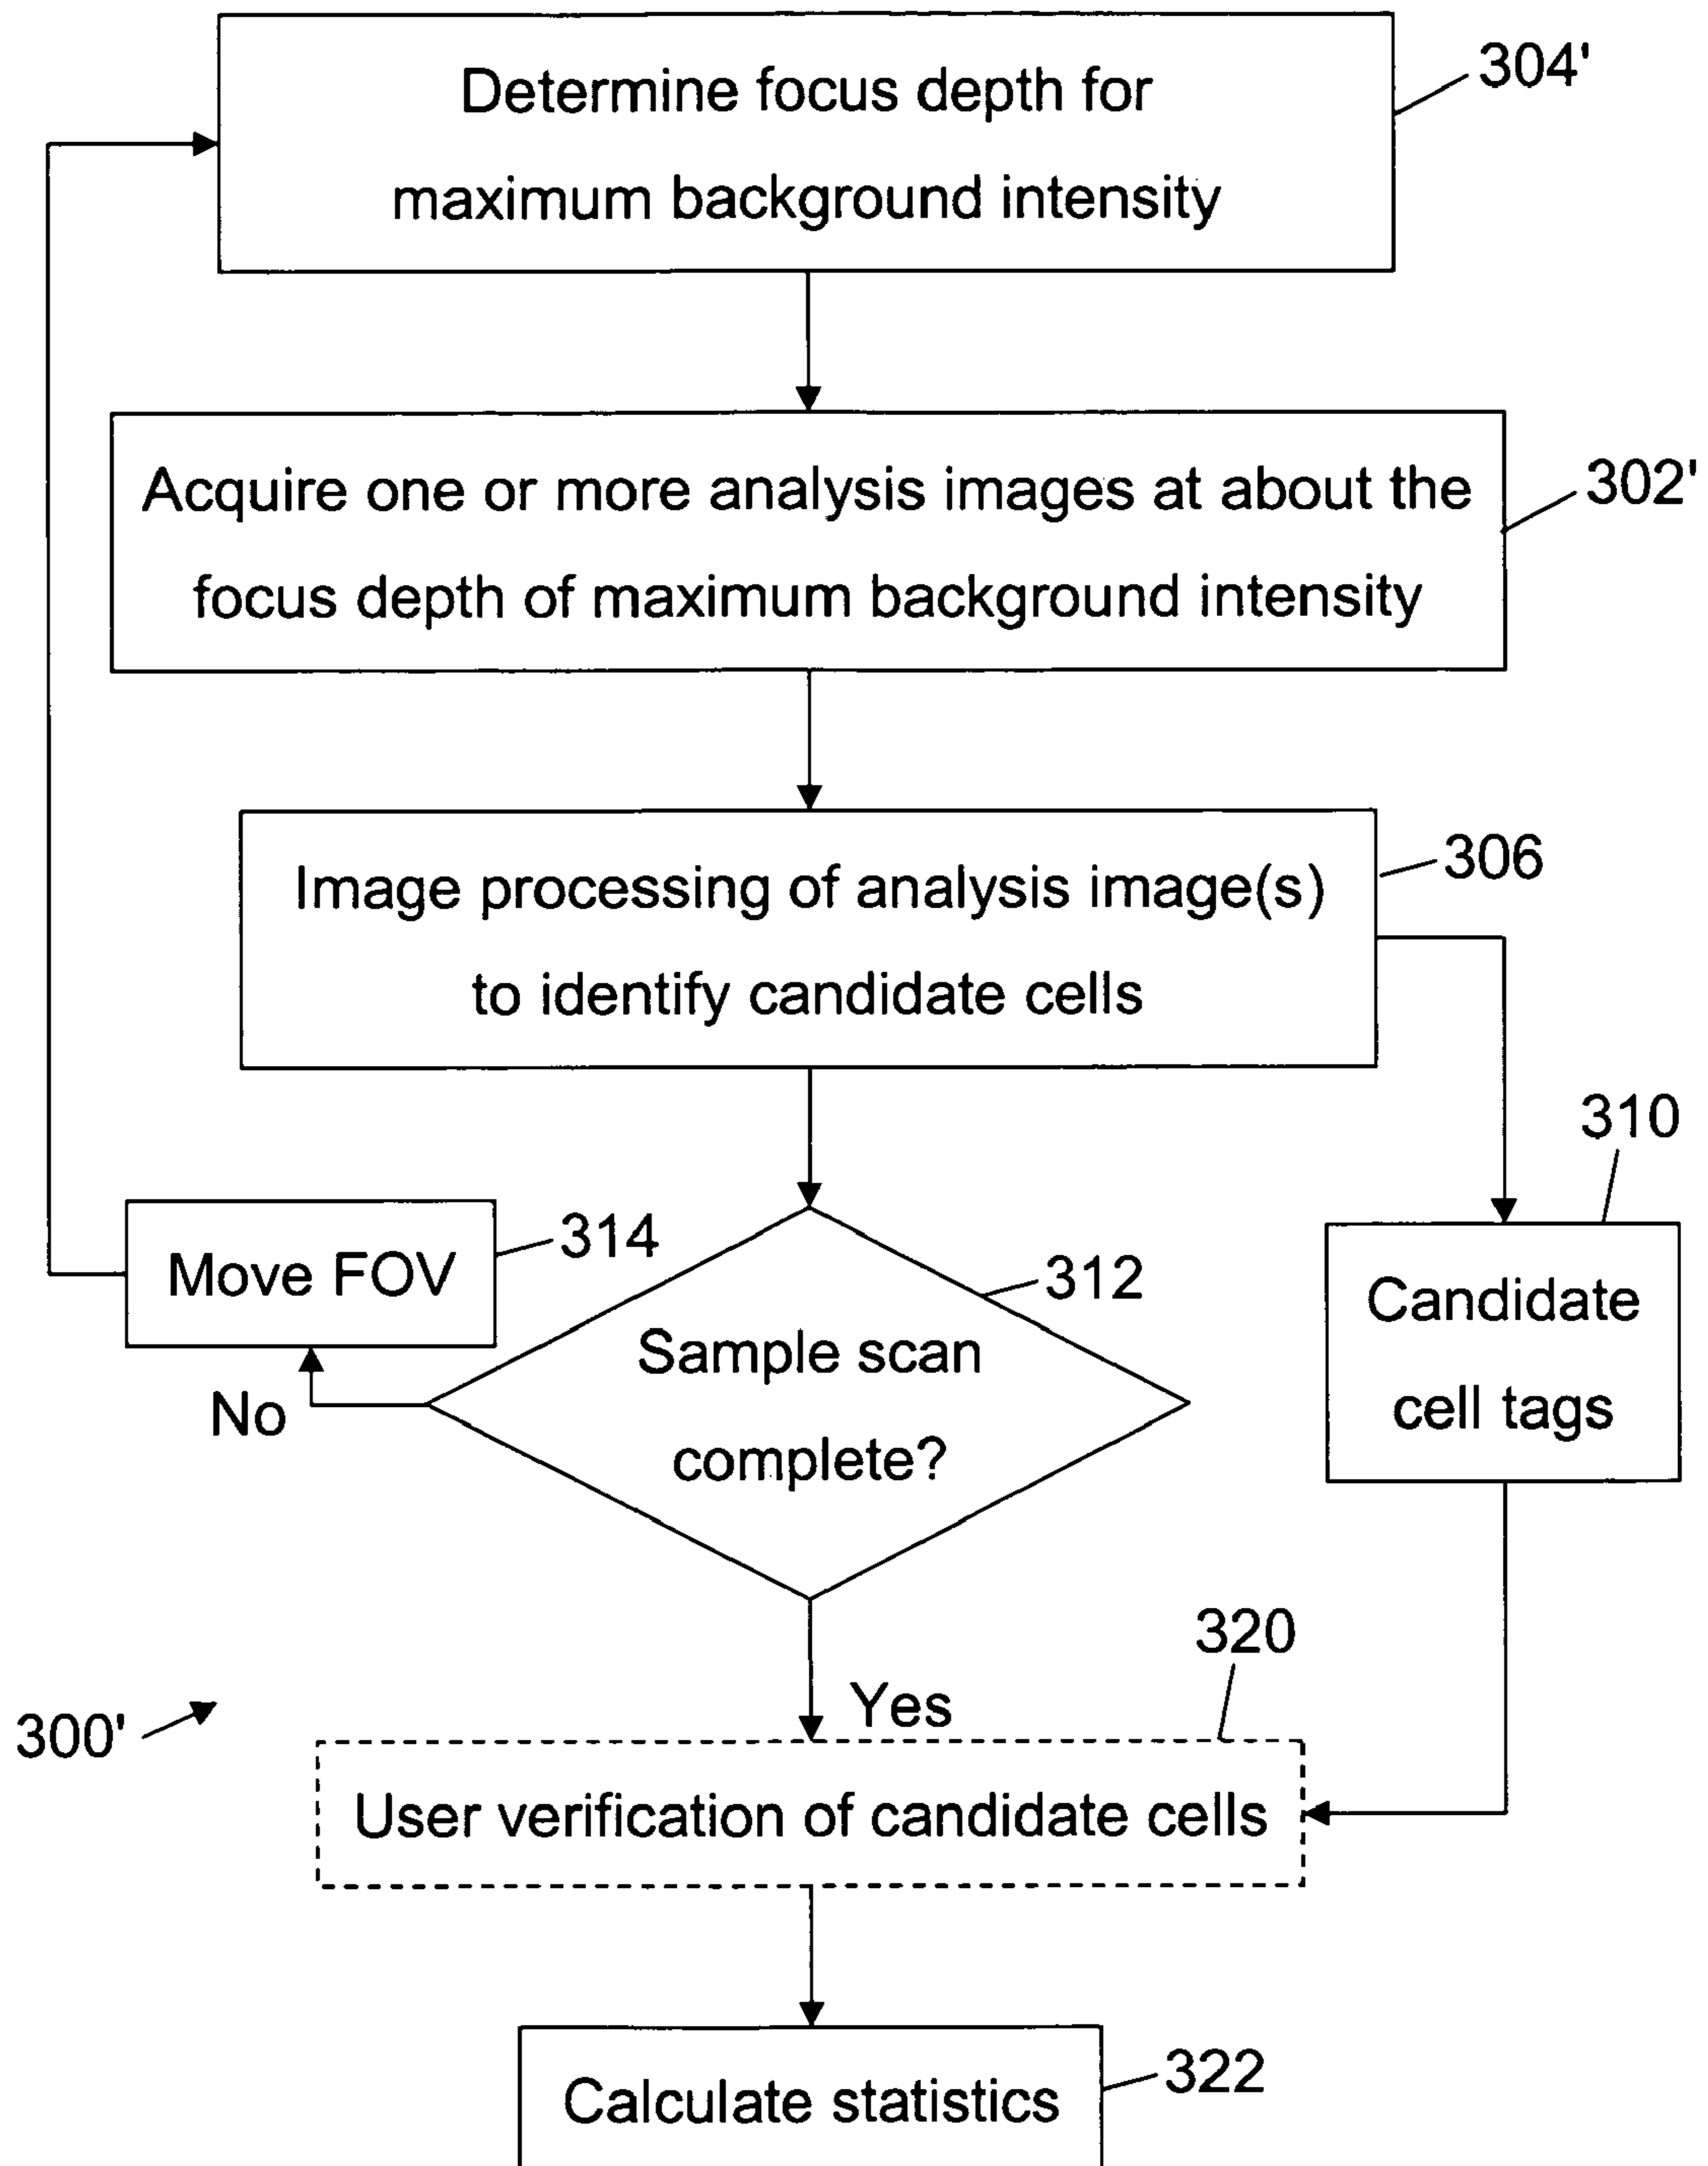 Determine focus depth for
maximum background intensity
304'
Acquire one or more analysis images at about the
focus depth of maximum background intensity
302'
Image processing of analysis image(s)
to identify candidate cells
306
310
Candidate
cell tags
Move FOV
314
312
Sample scan
complete?
No
Yes
320
300'
User verification of candidate cells
Calculate statistics
322